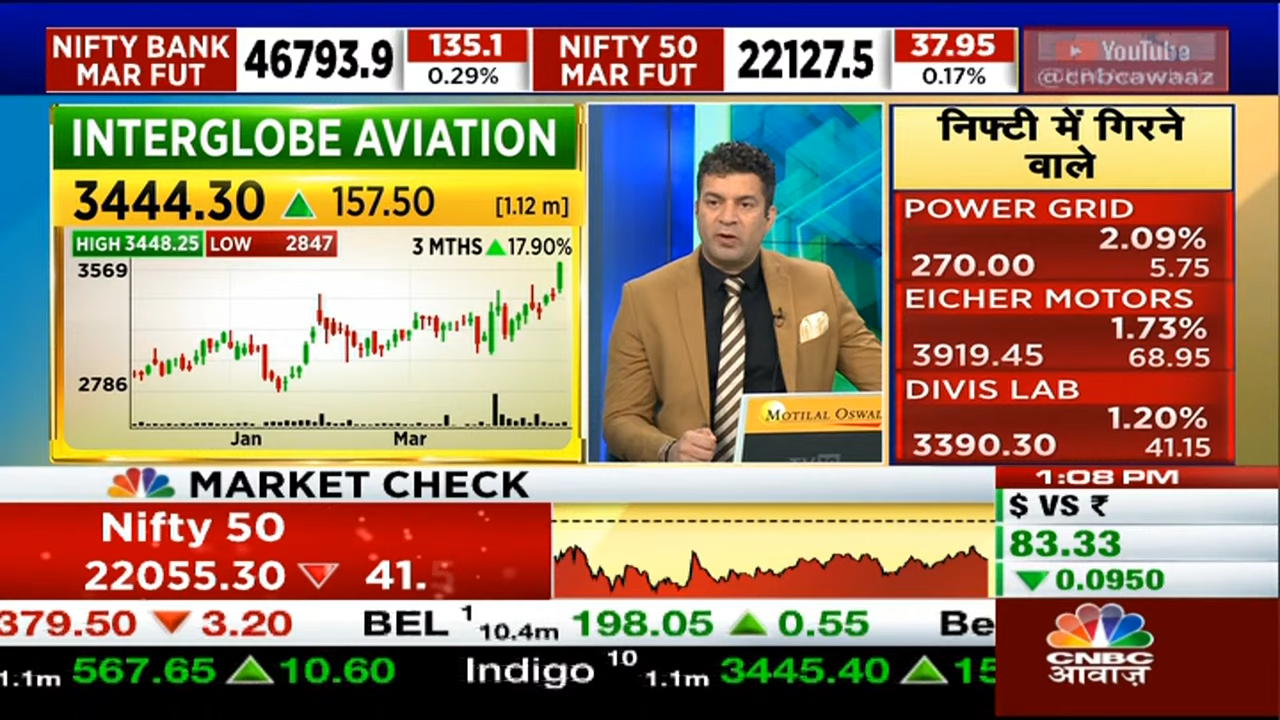 NIFTY BANK
MAR FUT
46793.9
135.1
0.29%
NIFTY 50
MAR FUT
22127.5
37.95
0.17%
YouTube
@cnbcawaaz
INTERGLOBE AVIATION
3444.30 ▲ 157.50 [1.12 m]
HIGH 3448.25 LOW 2847 3 MTHS ▲ 17.90%
3569
2786
Jan Mar
MOTILAL OSWAL
निफ्टी में गिरने
वाले
POWER GRID
2.09%
270.00 5.75
EICHER MOTORS
1.73%
3919.45 68.95
DIVIS LAB
1.20%
3390.30 41.15
MARKET CHECK
Nifty 50
22055.30 ▼ 41.5
1:08 PM
$ VS ₹
83.33
▼ 0.0950
379.50 ▼ 3.20 BEL 1 10.4m 198.05 ▲ 0.55 Be
1.1m 567.65 ▲ 10.60 Indigo 10 1.1m 3445.40 ▲ 15
CNBC
आवाज़